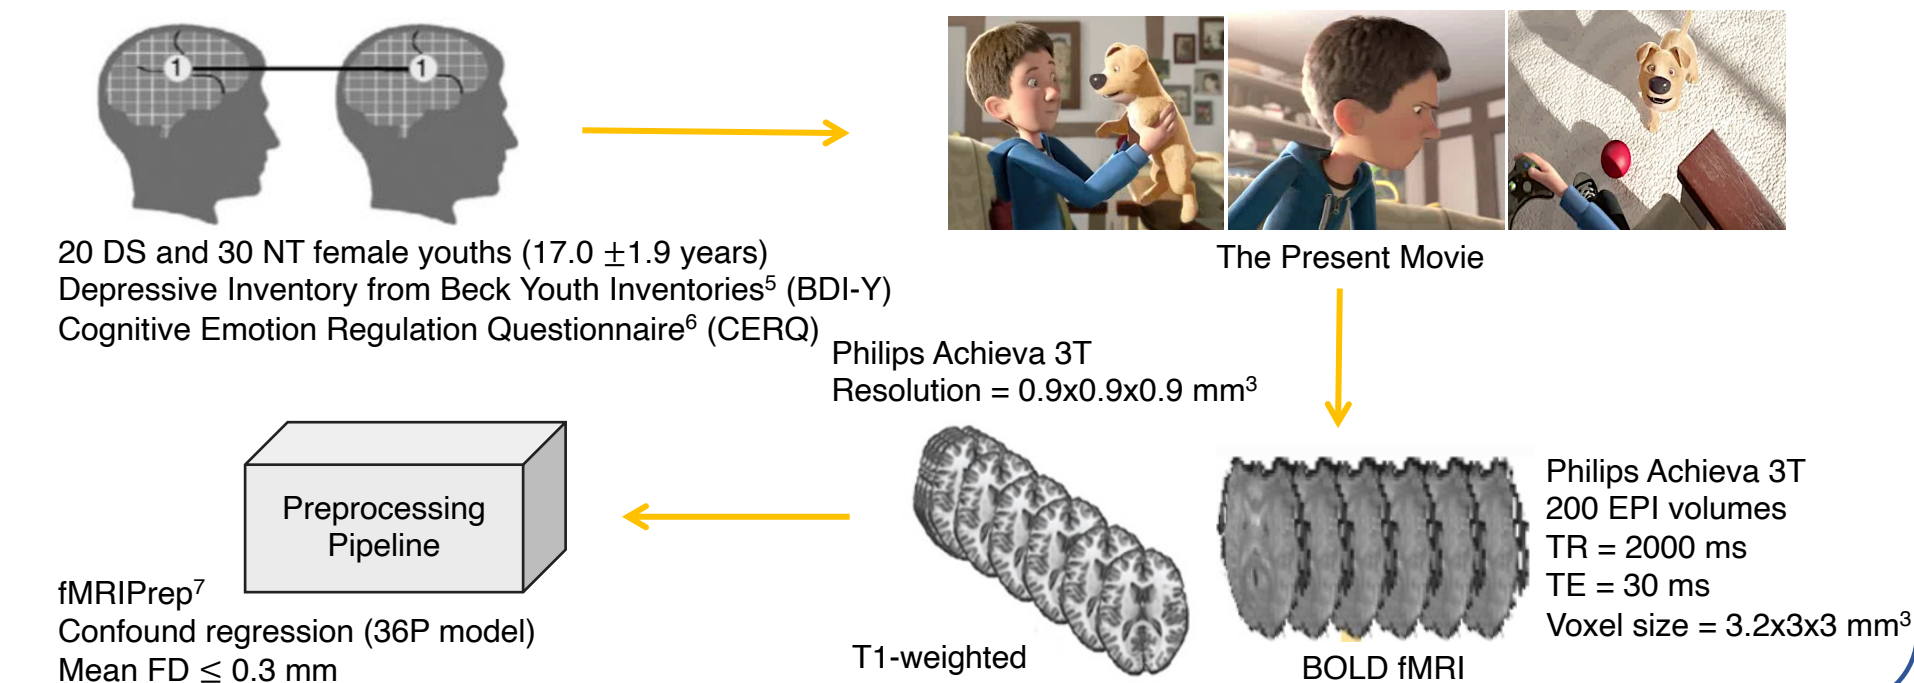 1
1
20 DS and 30 NT female youths (17.0 ±1.9 years)
Depressive Inventory from Beck Youth Inventories⁵ (BDI-Y)
Cognitive Emotion Regulation Questionnaire⁶ (CERQ)
The Present Movie
Philips Achieva 3T
Resolution = 0.9x0.9x0.9 mm³
Philips Achieva 3T
200 EPI volumes
TR = 2000 ms
TE = 30 ms
Voxel size = 3.2x3x3 mm³
BOLD fMRI
T1-weighted
Preprocessing
Pipeline
fMRIPrep⁷
Confound regression (36P model)
Mean FD ≤ 0.3 mm